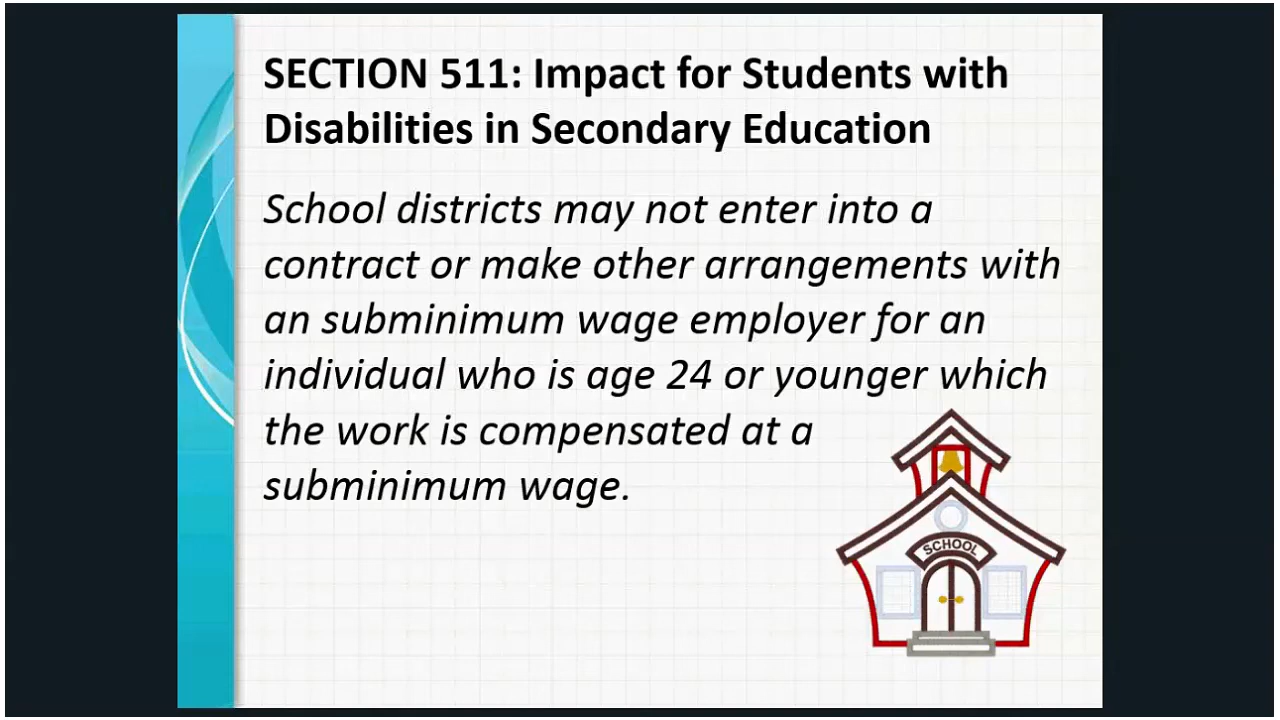 SECTION 511: Impact for Students with
Disabilities in Secondary Education
School districts may not enter into a
contract or make other arrangements with
an subminimum wage employer for an
individual who is age 24 or younger which
the work is compensated at a
subminimum wage.
SCHOOL